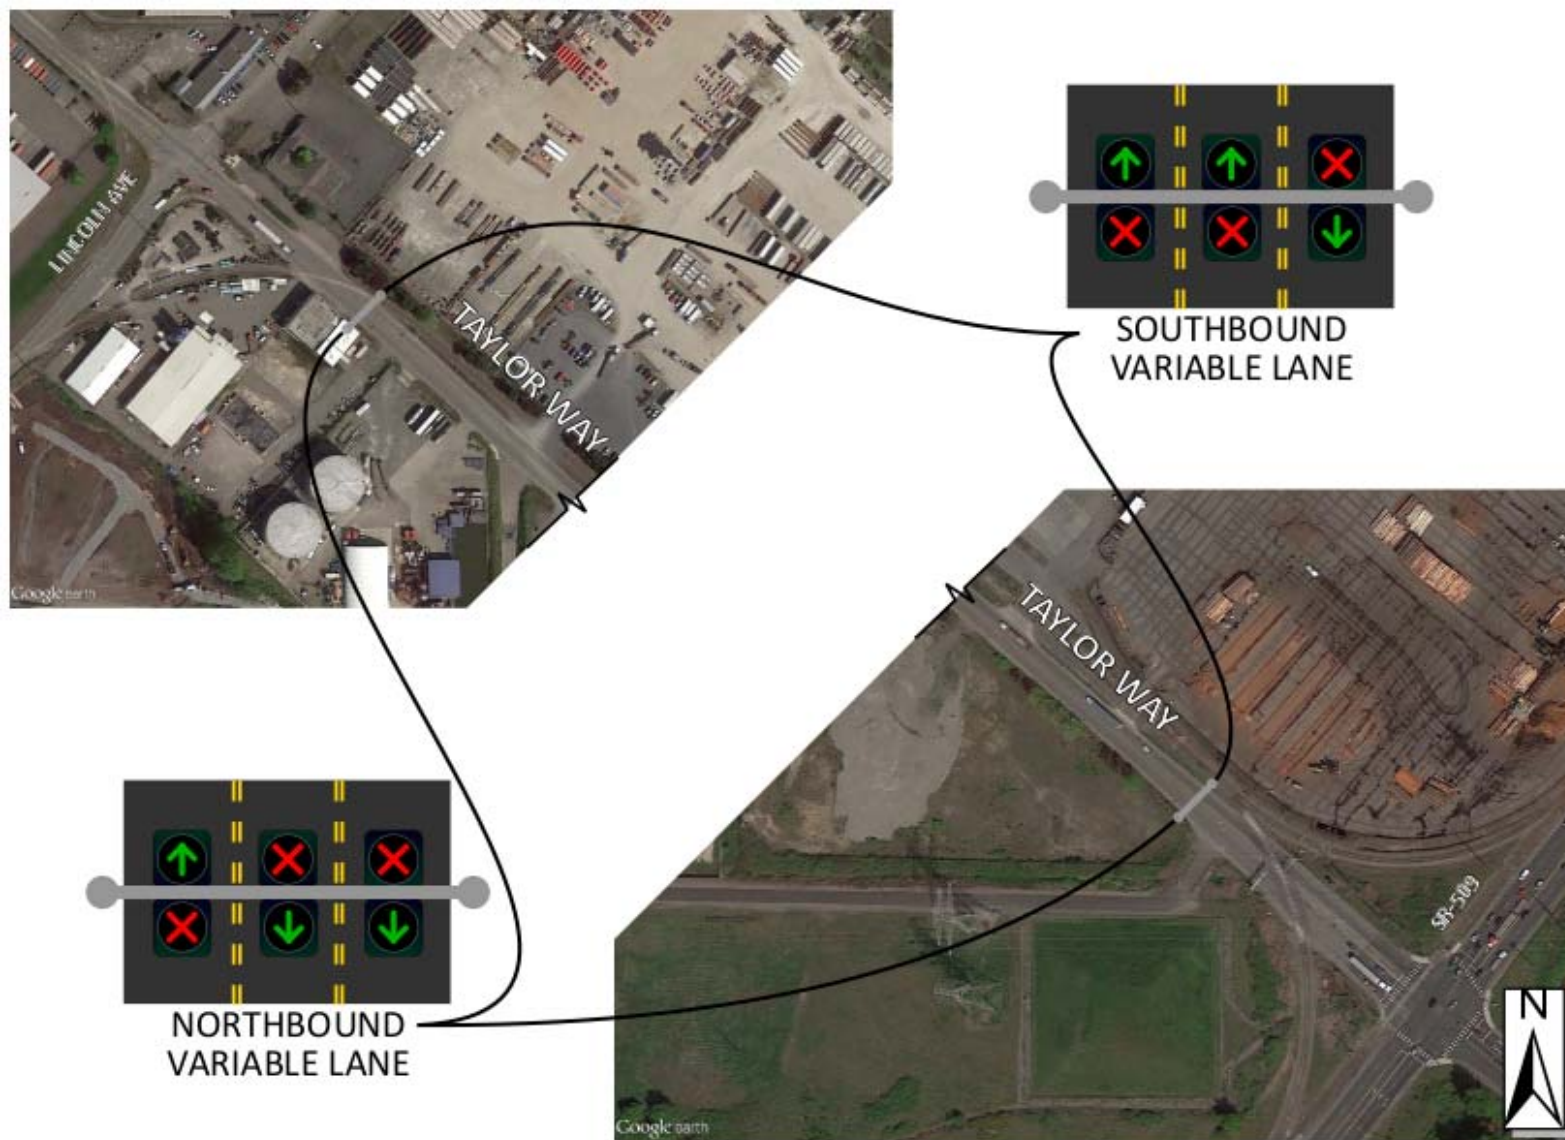 LINCOLN AVE
TAYLOR WAY
Google earth
SOUTHBOUND
VARIABLE LANE
TAYLOR WAY
SR-509
NORTHBOUND
VARIABLE LANE
N
Google earth